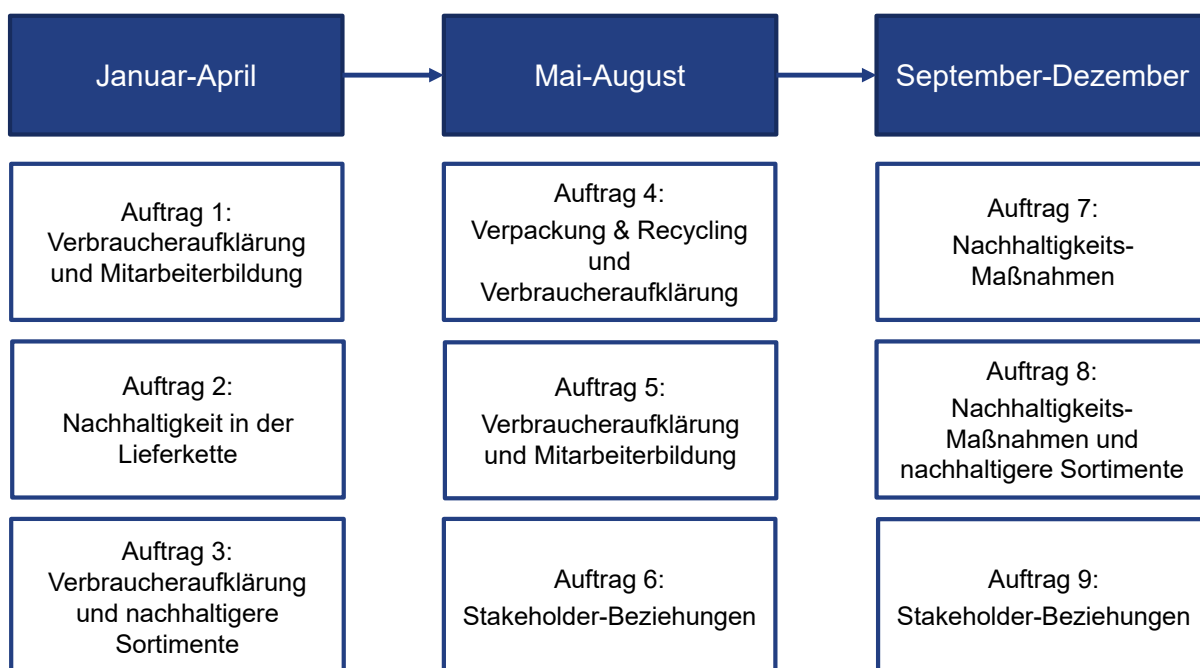 Januar-April
Mai-August
September-Dezember
Auftrag 1:
Verbraucheraufklärung
und Mitarbeiterbildung
Auftrag 4:
Verpackung & Recycling
und
Verbraucheraufklärung
Auftrag 7:
Nachhaltigkeits-
Maßnahmen
Auftrag 2:
Nachhaltigkeit in der
Lieferkette
Auftrag 5:
Verbraucheraufklärung
und Mitarbeiterbildung
Auftrag 8:
Nachhaltigkeits-
Maßnahmen und
nachhaltigere Sortimente
Auftrag 3:
Verbraucheraufklärung
und nachhaltigere
Sortimente
Auftrag 6:
Stakeholder-Beziehungen
Auftrag 9:
Stakeholder-Beziehungen